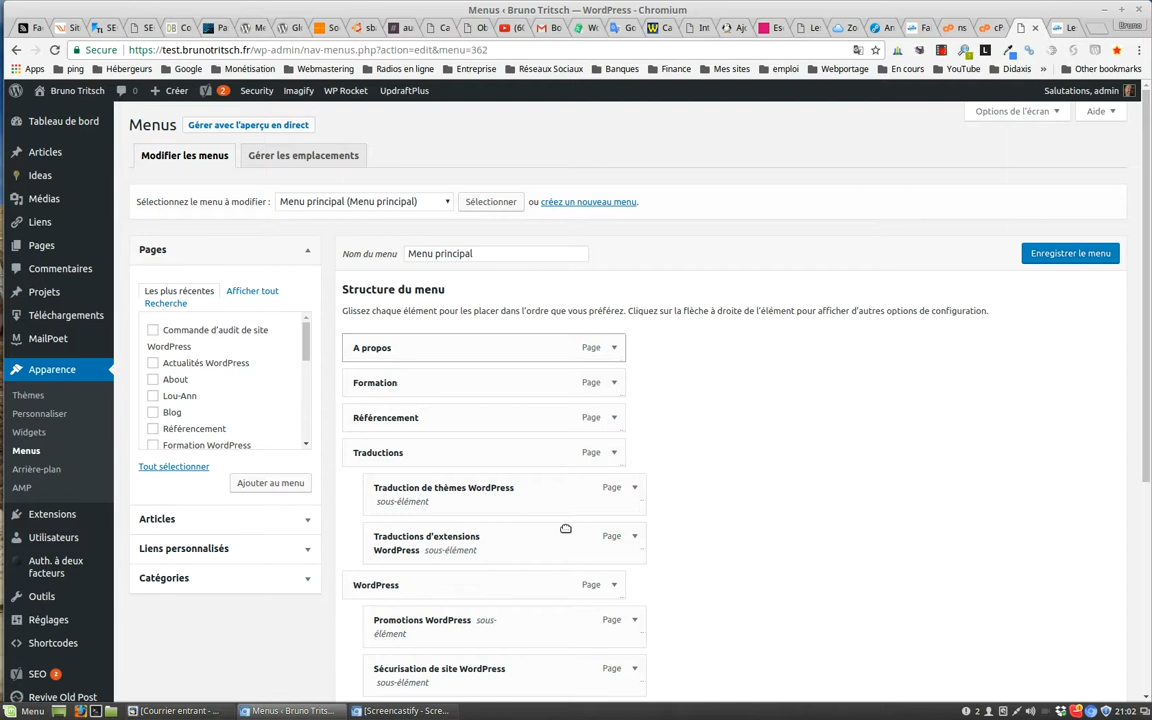 Menus ‹ Bruno Tritsch — WordPress - Chromium
Bruno
Secure https://test.brunotritsch.fr/wp-admin/nav-menus.php?action=edit&menu=362
Apps ping Hébergeurs Google Monétisation Webmastering Radios en ligne Entreprise Réseaux Sociaux Banques Finance Mes sites emploi Webportage En cours YouTube Didaxis » Other bookmarks
Bruno Tritsch 0 Créer 2 Security Imagify WP Rocket UpdraftPlus Salutations, admin
Options de l'écran Aide
Menus Gérer avec l'aperçu en direct
Modifier les menus Gérer les emplacements
Sélectionnez le menu à modifier : Menu principal (Menu principal) Sélectionner ou créez un nouveau menu.
Tableau de bord
Articles
Ideas
Médias
Liens
Pages
Commentaires
Projets
Téléchargements
MailPoet
Apparence
Thèmes
Personnaliser
Widgets
Menus
Arrière-plan
AMP
Extensions
Utilisateurs
Auth. à deux
facteurs
Outils
Réglages
Shortcodes
SEO 2
Revive Old Post
Pages
Les plus récentes Afficher tout
Recherche
Commande d'audit de site
WordPress
Actualités WordPress
About
Lou-Ann
Blog
Référencement
Formation WordPress
Tout sélectionner
Ajouter au menu
Articles
Liens personnalisés
Catégories
Nom du menu Menu principal Enregistrer le menu
Structure du menu
Glissez chaque élément pour les placer dans l'ordre que vous préférez. Cliquez sur la flèche à droite de l'élément pour afficher d'autres options de configuration.
A propos Page
Formation Page
Référencement Page
Traductions Page
Traduction de thèmes WordPress Page
sous-élément
Traductions d'extensions Page
WordPress sous-élément
WordPress Page
Promotions WordPress sous- Page
élément
Sécurisation de site WordPress Page
sous-élément
Menu [Courrier entrant - ... Menus ‹ Bruno Trits... [Screencastify - Scre... 2 21:02